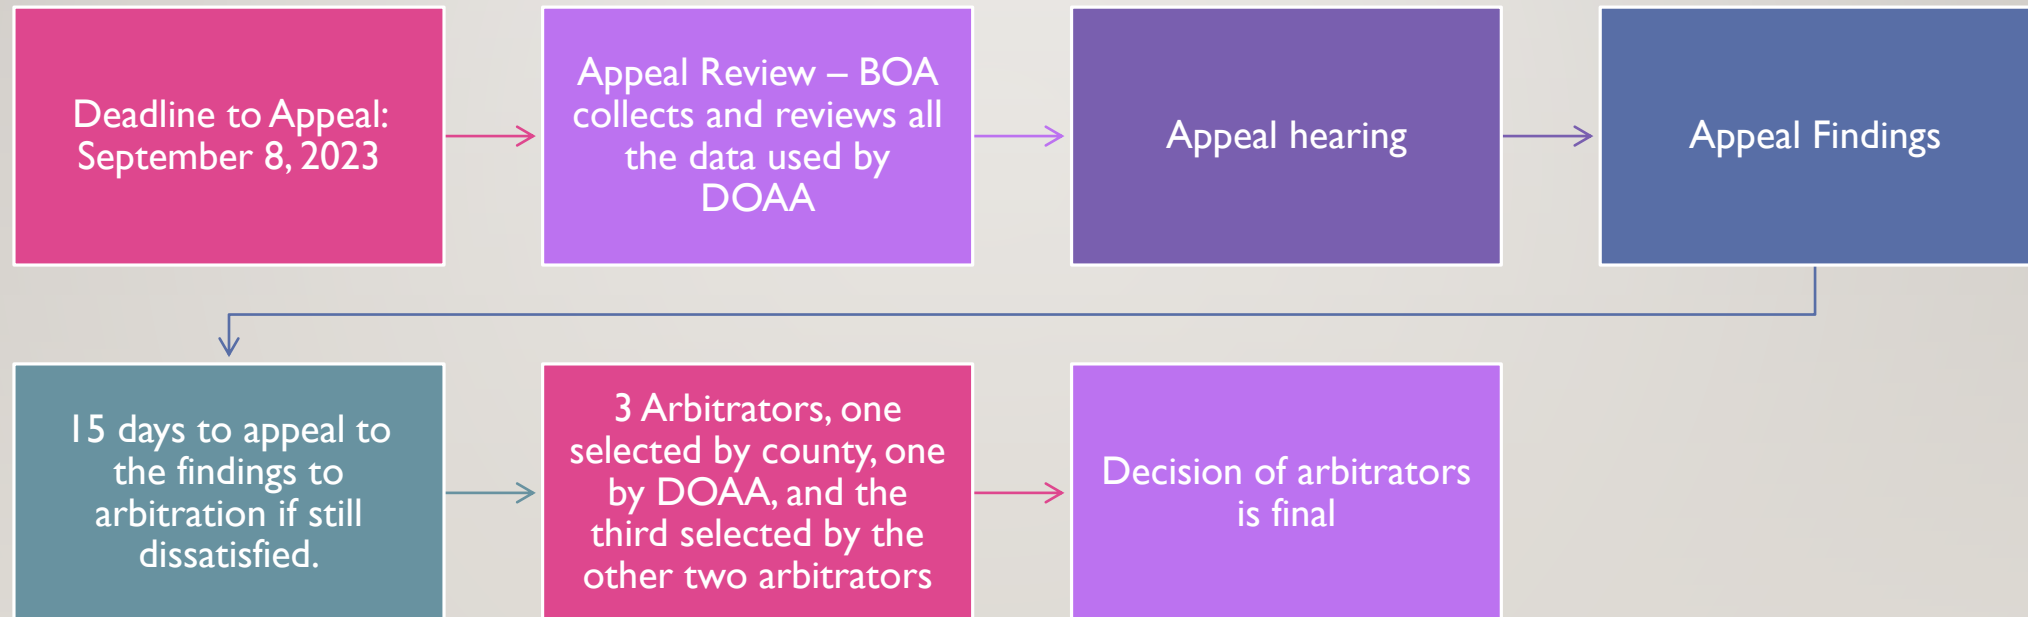 Deadline to Appeal:
September 8, 2023
Appeal Review – BOA
collects and reviews all
the data used by
DOAA
Appeal hearing
Appeal Findings
15 days to appeal to
the findings to
arbitration if still
dissatisfied.
3 Arbitrators, one
selected by county, one
by DOAA, and the
third selected by the
other two arbitrators
Decision of arbitrators
is final